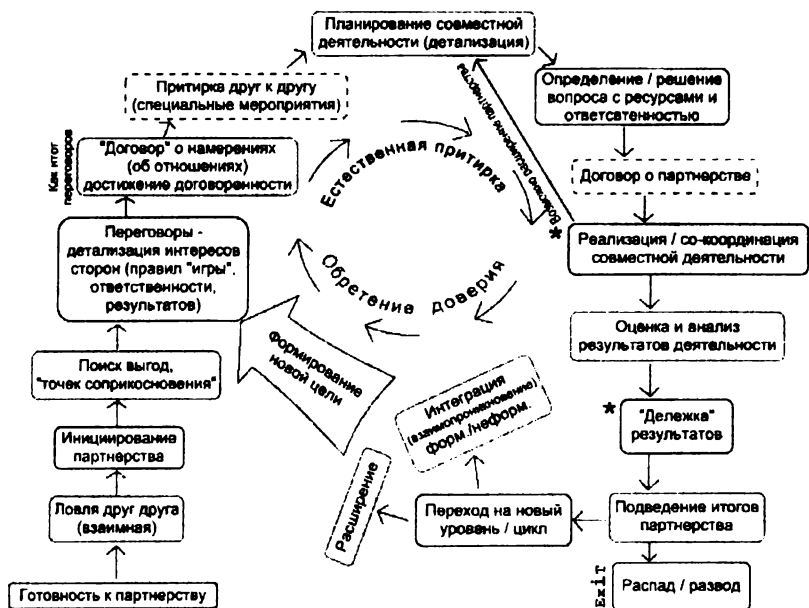 Планирование совместной
деятельности (детализация)
Притирка друг к другу
(специальные мероприятия)
Определение / решение
вопроса с ресурсами и
ответсвтенностью
Как итог
переговоров
"Договор" о намерениях
(об отношениях)
достижение договоренности
Естественная притирка
Возможно расширение партнерства
Договор о партнерстве
Переговоры -
детализация интересов
сторон (правил "игры",
ответственности,
результатов)
Обретение доверия
*
Реализация / со-координация
совместной деятельности
Оценка и анализ
результатов деятельности
Формирование
новой цели
Поиск выгод,
"точек соприкосновения"
Интеграция
(взаимопроникновение)
форм./неформ.
*
"Дележка"
результатов
Инициирование
партнерства
Расширение
Переход на новый
уровень / цикл
Подведение итогов
партнерства
Ловля друг друга
(взаимная)
Exit
Распад / развод
Готовность к партнерству